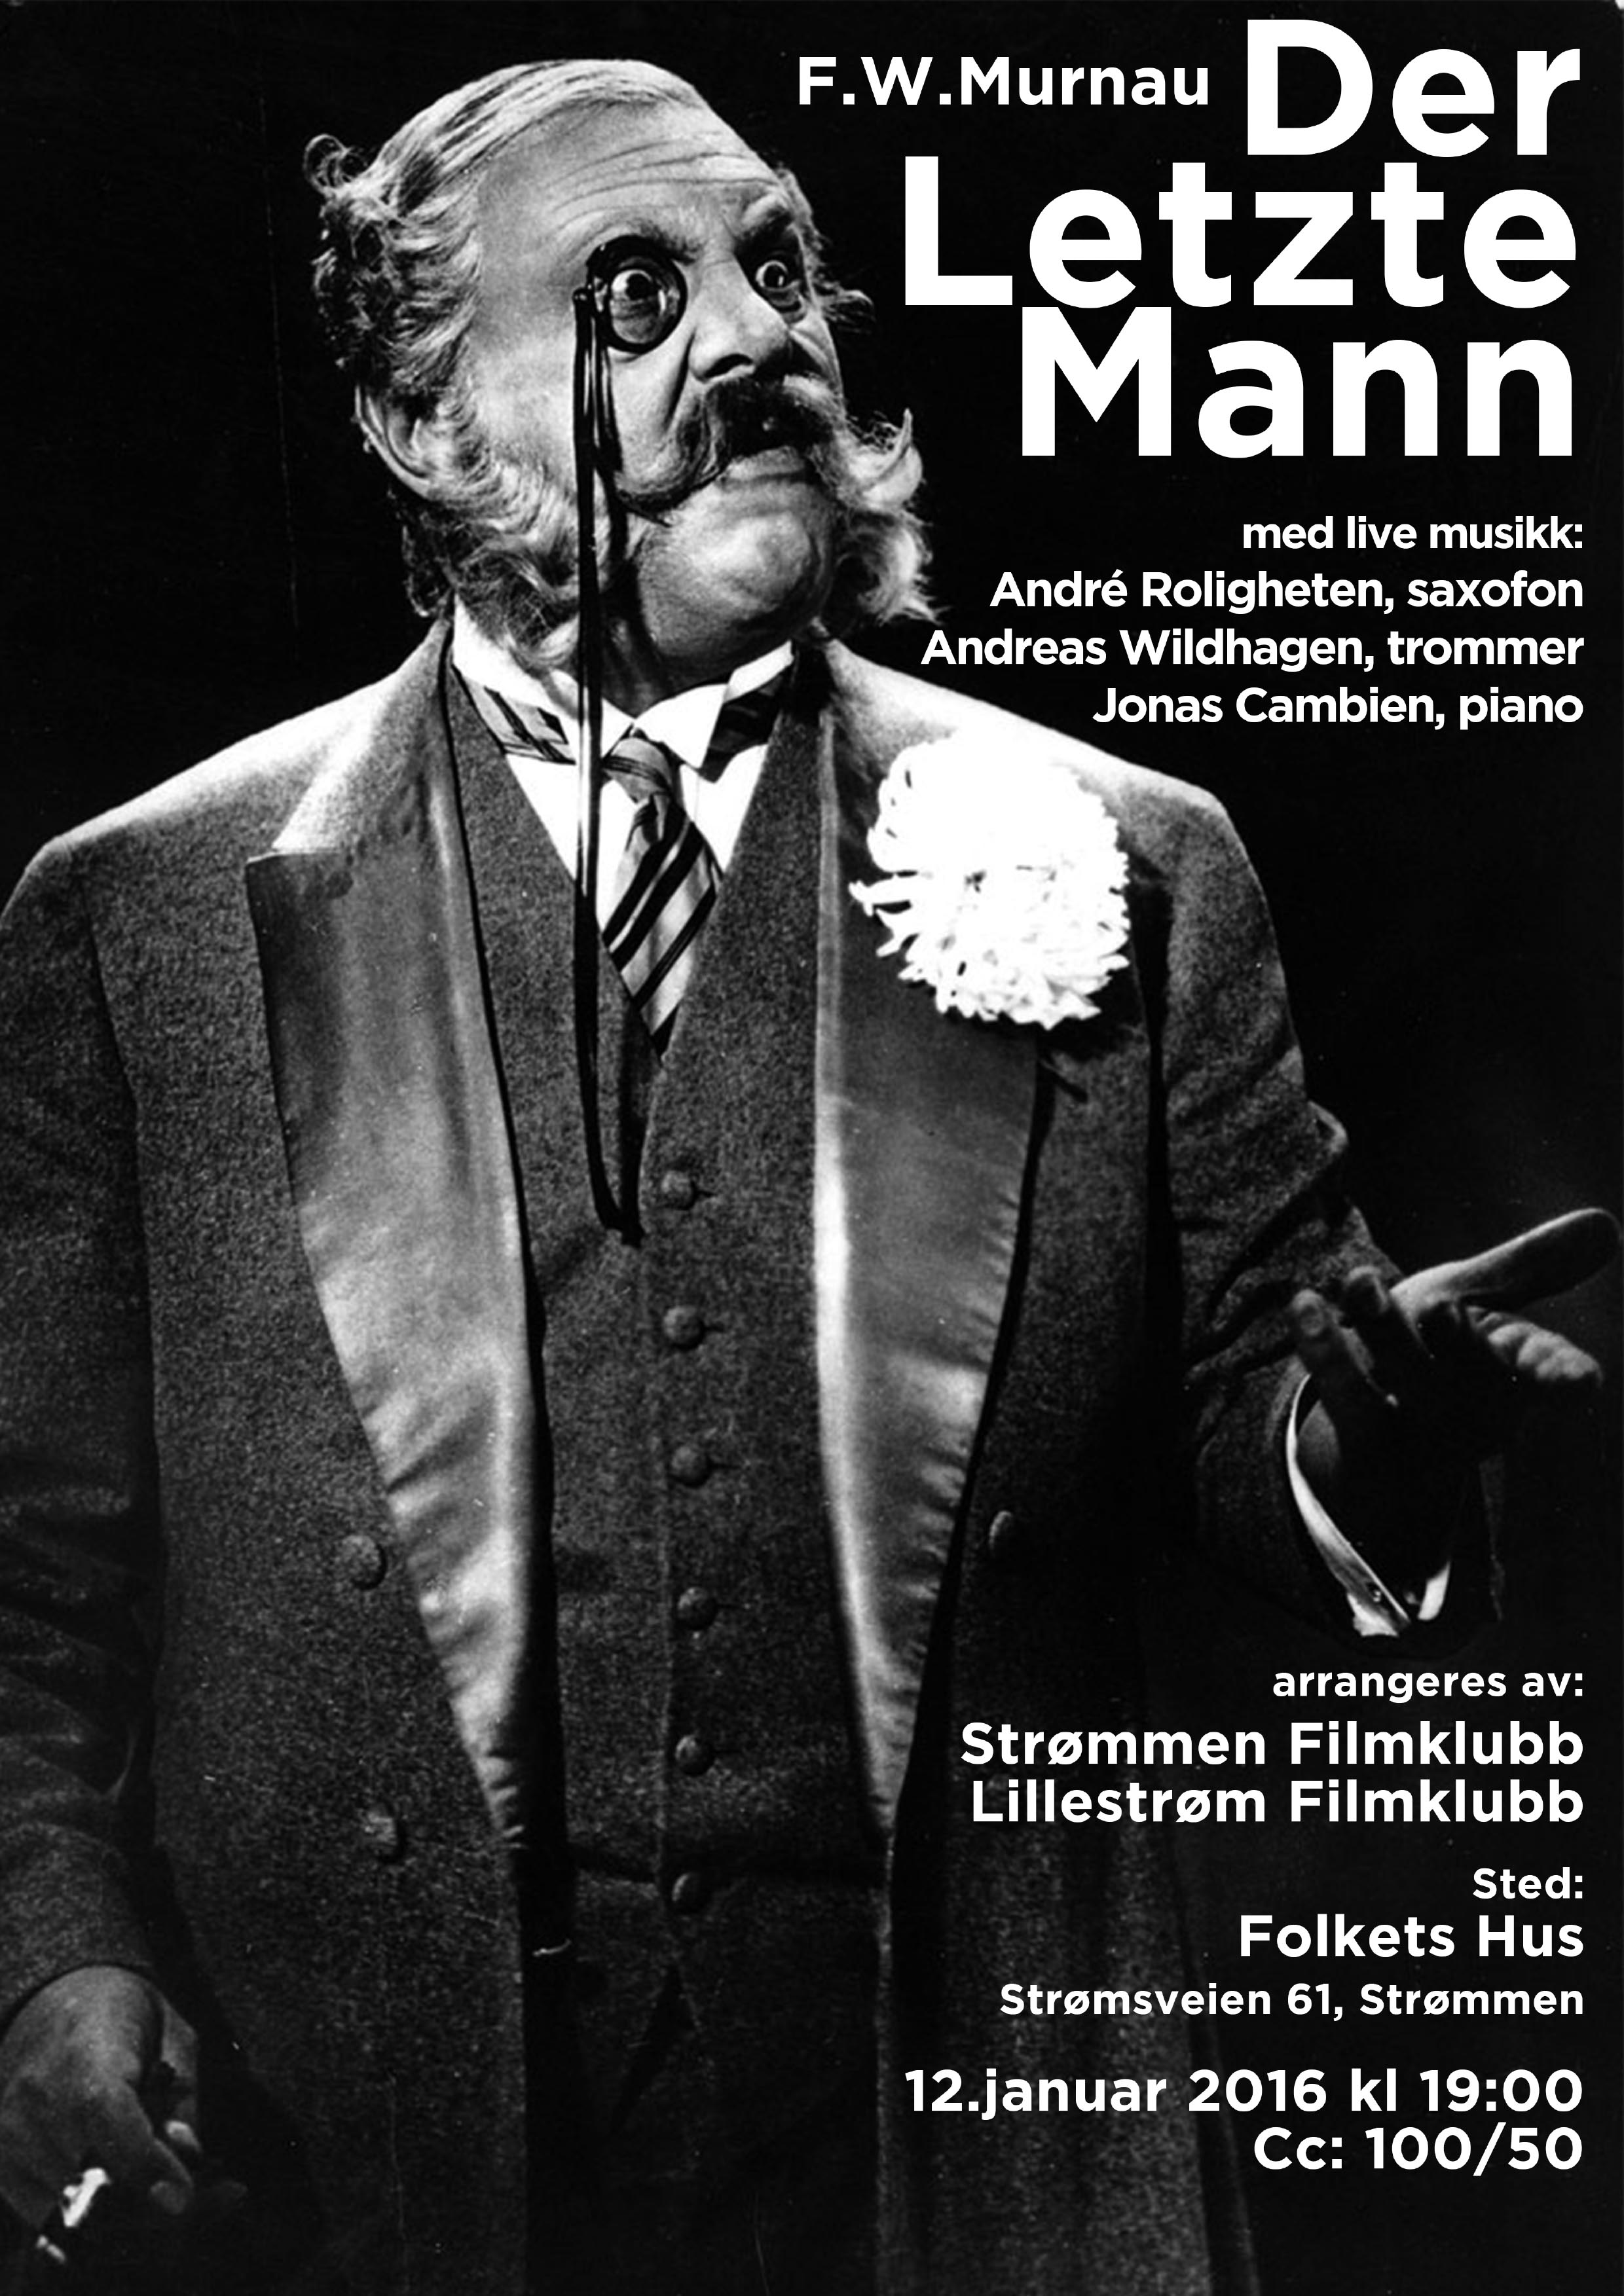 F.W.Murnau Der
Letzte
Mann
med live musikk:
André Roligheten, saxofon
Andreas Wildhagen, trommer
Jonas Cambien, piano
arrangeres av:
Strømmen Filmklubb
Lillestrøm Filmklubb
Sted:
Folkets Hus
Strømsveien 61, Strømmen
12.januar 2016 kl 19:00
Cc: 100/50